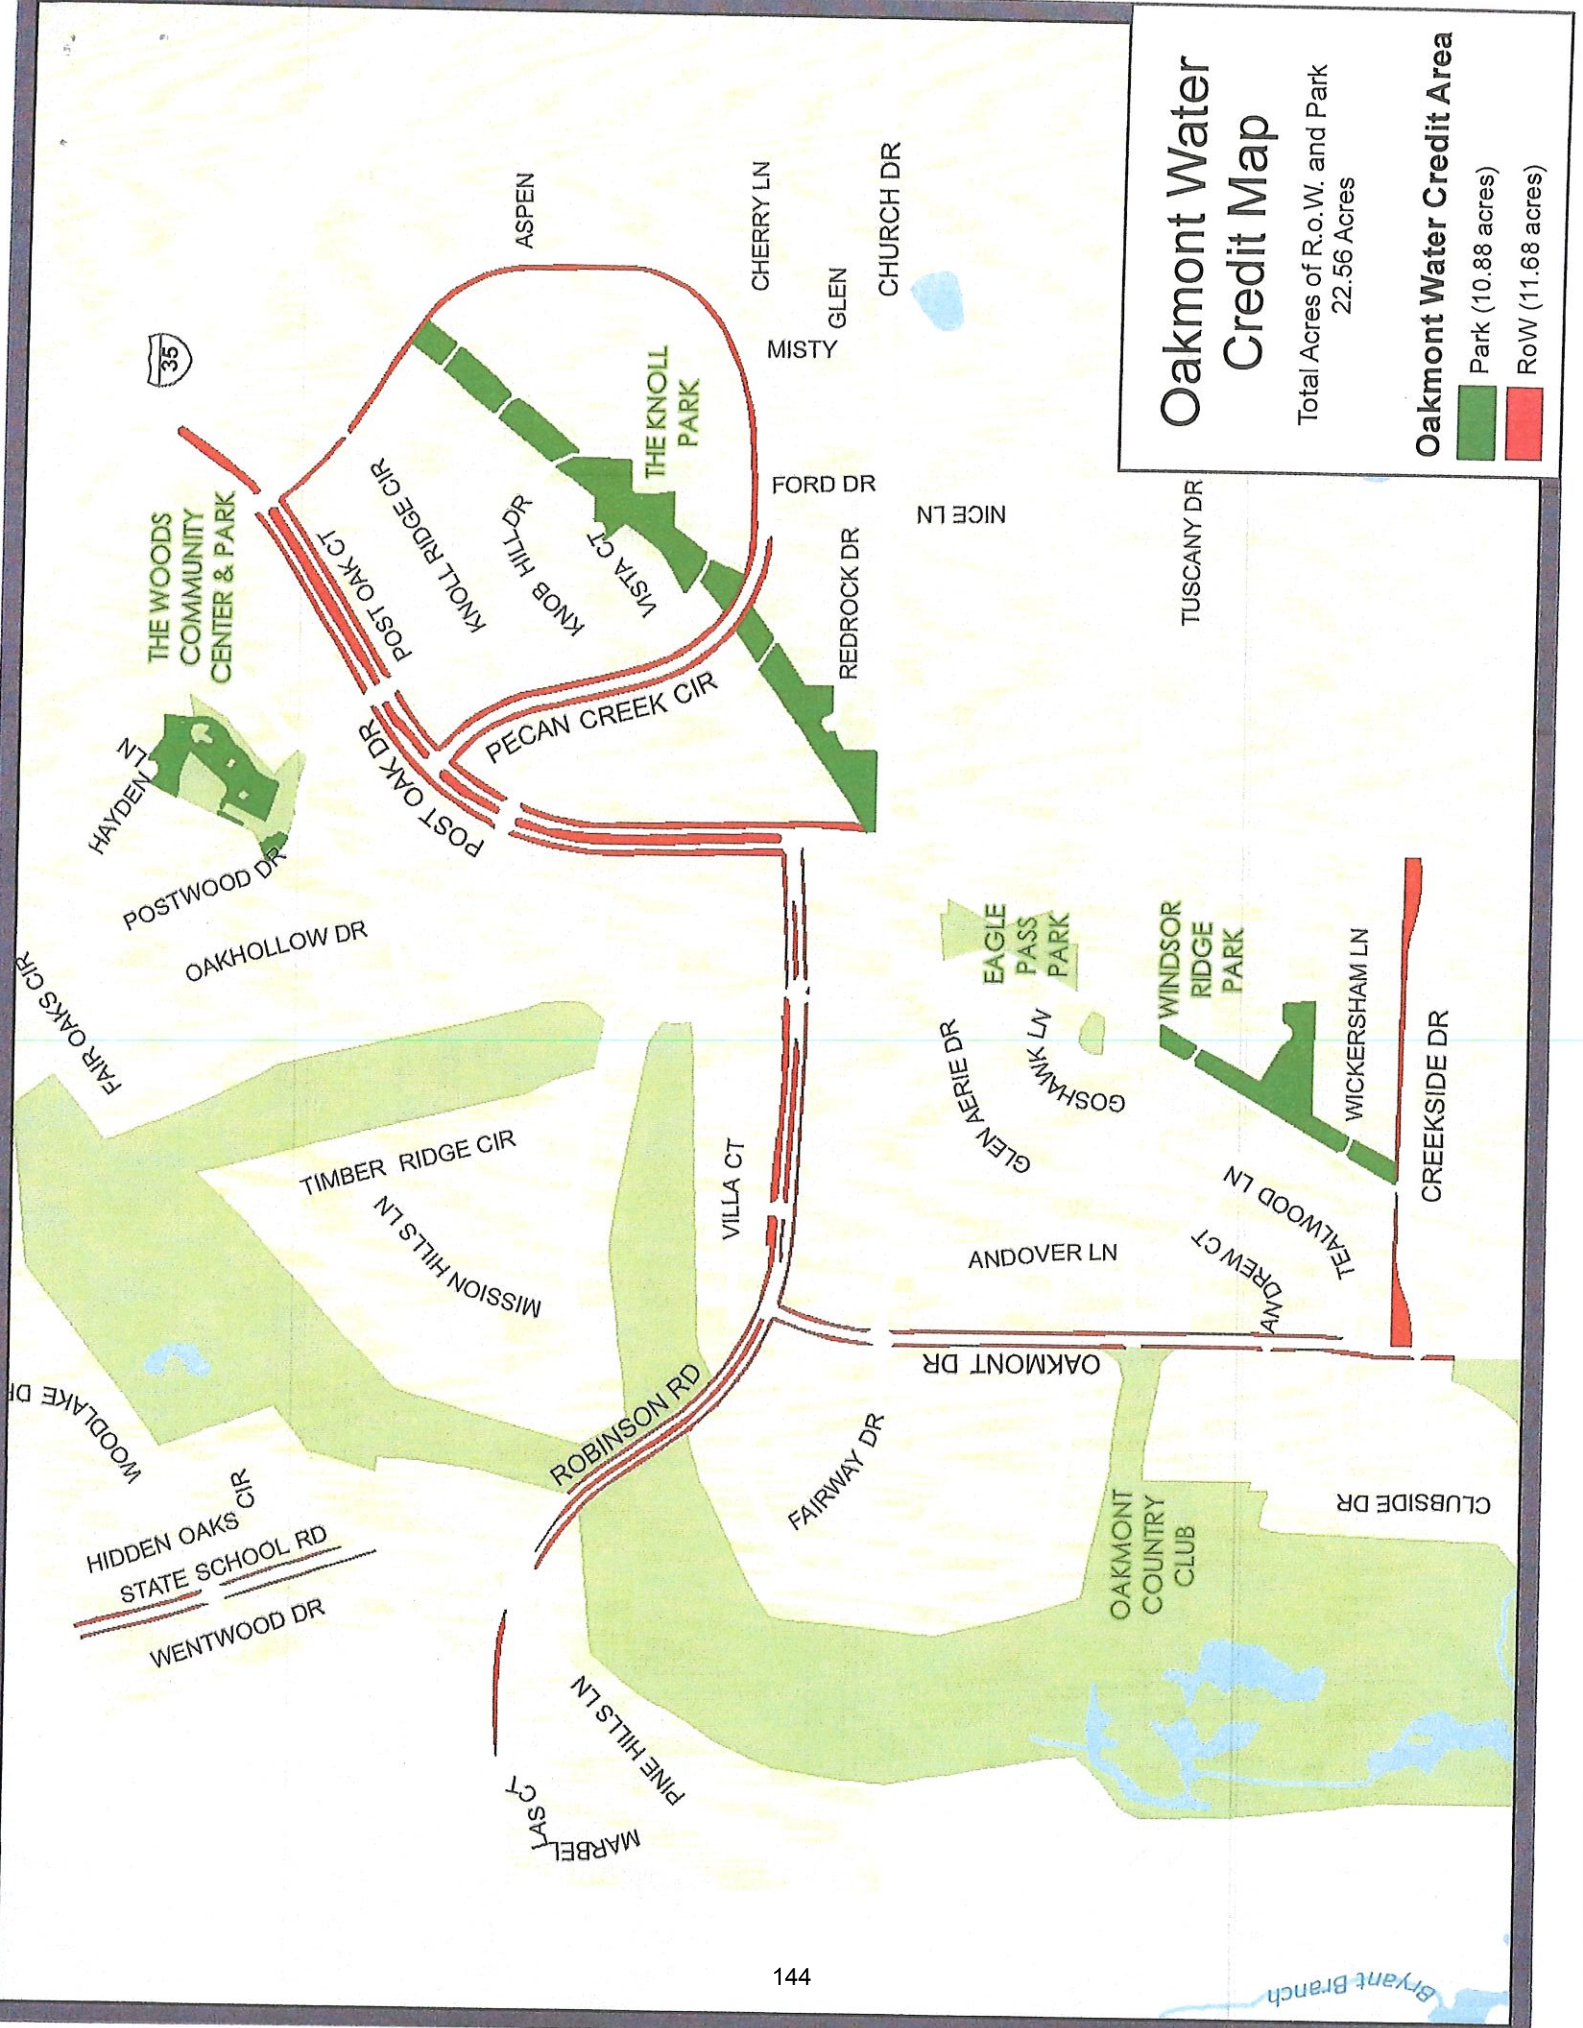 Oakmont Water
Credit Map
Total Acres of R.o.W. and Park
22.56 Acres
Oakmont Water Credit Area
Park (10.88 acres)
RoW (11.68 acres)
35
ASPEN
CHERRY LN
GLEN
MISTY
CHURCH DR
THE KNOLL
PARK
FORD DR
NICE LN
REDROCK DR
TUSCANY DR
THE WOODS
COMMUNITY
CENTER & PARK
POST OAK CT
KNOLL RIDGE CIR
KNOB HILL DR
VISTA CT
PECAN CREEK CIR
POST OAK DR
HAYDEN LN
POSTWOOD DR
OAKHOLLOW DR
FAIR OAKS CIR
EAGLE
PASS
PARK
WINDSOR
RIDGE
PARK
WICKERSHAM LN
CREEKSIDE DR
GLEN AERIE DR
GOSHAWK LN
TIMBER RIDGE CIR
MISSION HILLS LN
VILLA CT
ANDOVER LN
ANDREW CT
TEALWOOD LN
OAKMONT DR
ROBINSON RD
FAIRWAY DR
WOODLAKE DR
HIDDEN OAKS CIR
STATE SCHOOL RD
WENTWOOD DR
OAKMONT
COUNTRY
CLUB
CLUBSIDE DR
PINE HILLS LN
MARBELLAS CT
Bryant Branch
144